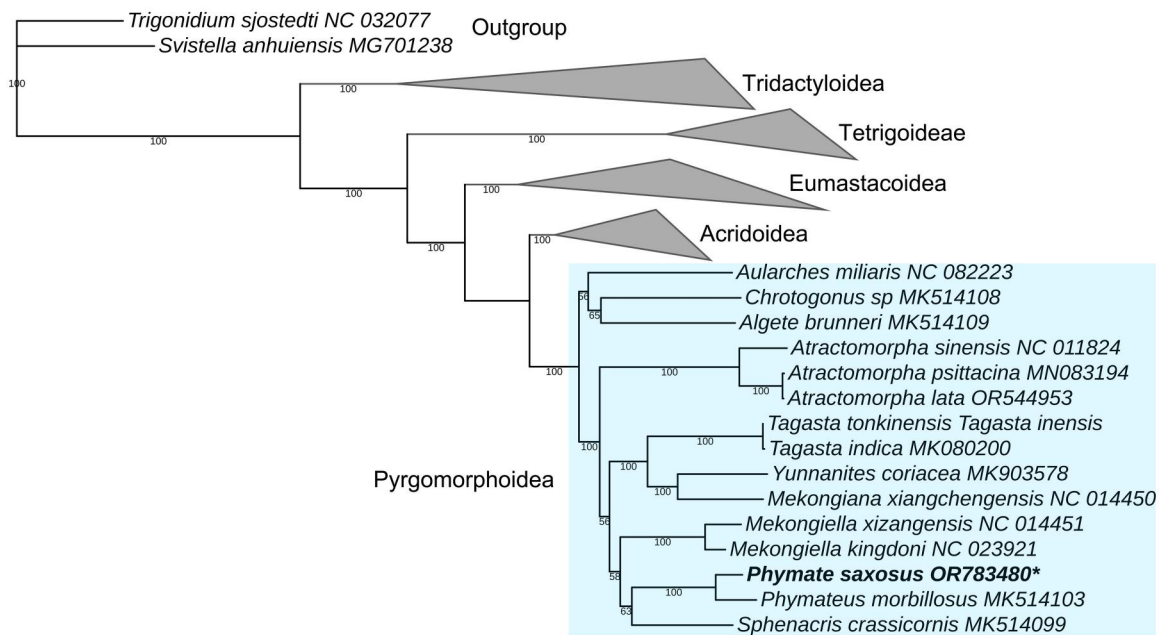 Trigonidium sjostedti NC 032077
Outgroup
Svistella anhuiensis MG701238
100
100
Tridactyloidea
100
100
Tetrigoideae
100
100
Eumastacoidea
100
100
Acridoidea
100
Aularches miliaris NC 082223
56
Chrotogonus sp MK514108
65
Algete brunneri MK514109
Atractomorpha sinensis NC 011824
100
100
Atractomorpha psittacina MN083194
100
Atractomorpha lata OR544953
Tagasta tonkinensis Tagasta inensis
100
100
Tagasta indica MK080200
100
Yunnanites coriacea MK903578
Pyrgomorphoidea
100
Mekongiana xiangchengensis NC 014450
56
Mekongiella xizangensis NC 014451
100
Mekongiella kingdoni NC 023921
58
Phymate saxosus OR783480*
100
Phymateus morbillosus MK514103
63
Sphenacris crassicornis MK514099